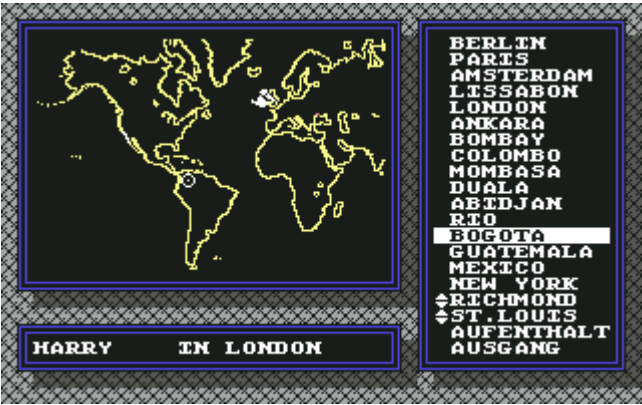 BERLIN
PARIS
AMSTERDAM
LISSABON
LONDON
ANKARA
BOMBAY
COLOMBO
MOMBASA
DUALA
ABIDJAN
RIO
BOGOTA
GUATEMALA
MEXICO
NEW YORK
RICHMOND
ST.LOUIS
AUFENTHALT
AUSGANG
HARRY IN LONDON